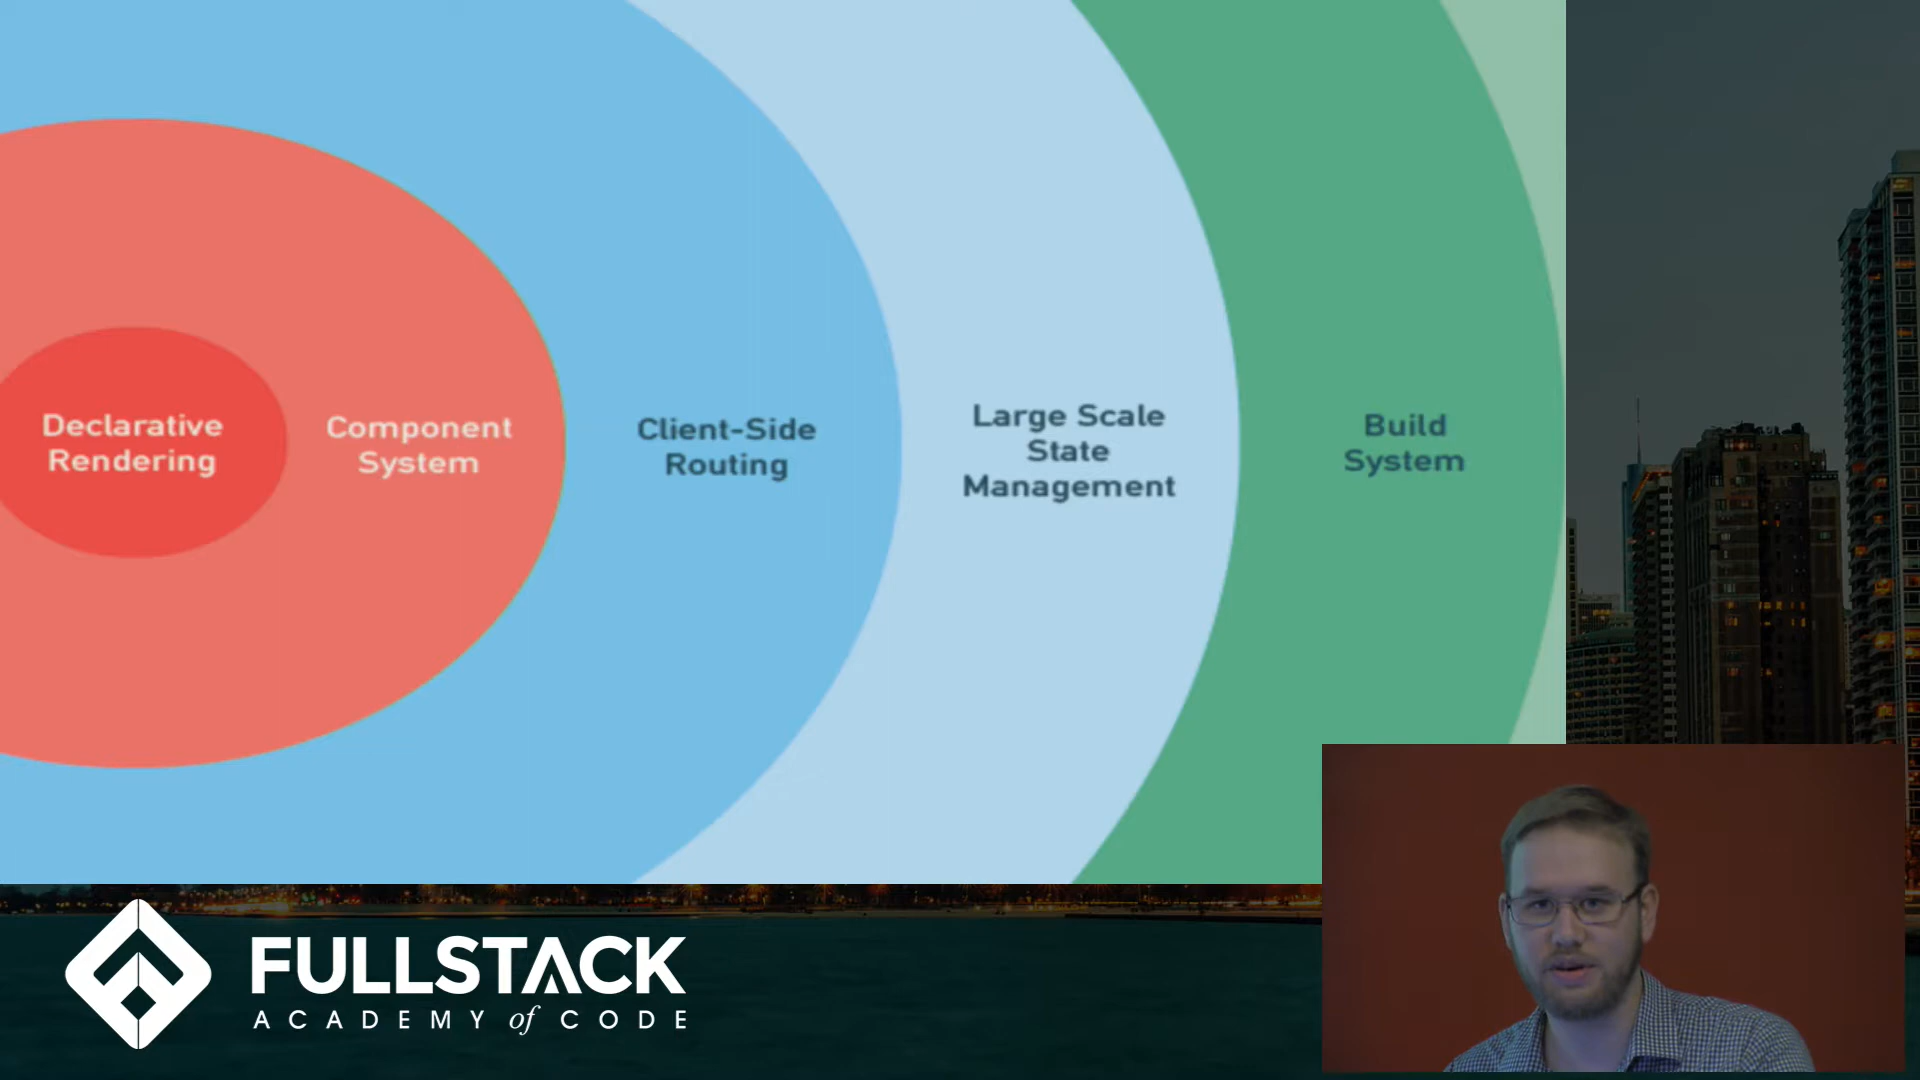 Declarative
Rendering
Component
System
Client-Side
Routing
Large Scale
State
Management
Build
System
FULLSTACK
ACADEMY of CODE